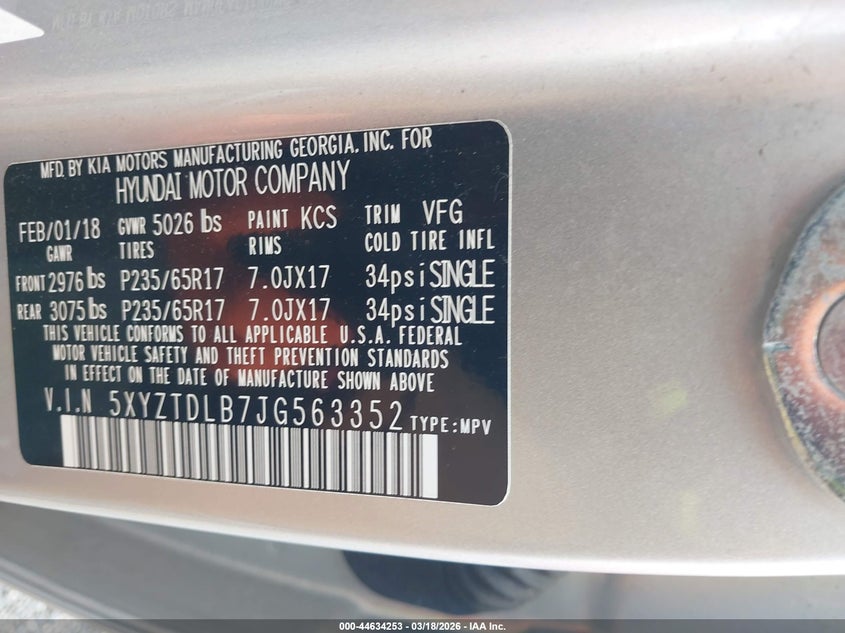 MFD. BY KIA MOTORS MANUFACTURING GEORGIA, INC. FOR
HYUNDAI MOTOR COMPANY
FEB/01/18 GVWR 5026 lbs PAINT KCS TRIM VFG
GAWR TIRES RIMS COLD TIRE INFL
FRONT 2976 lbs P235/65R17 7.0JX17 34psi SINGLE
REAR 3075 lbs P235/65R17 7.0JX17 34psi SINGLE
THIS VEHICLE CONFORMS TO ALL APPLICABLE U.S.A. FEDERAL
MOTOR VEHICLE SAFETY AND THEFT PREVENTION STANDARDS
IN EFFECT ON THE DATE OF MANUFACTURE SHOWN ABOVE
V.I.N 5XYZTDLB7JG563352 TYPE:MPV
000-44634253 - 03/18/2026 - IAA Inc.